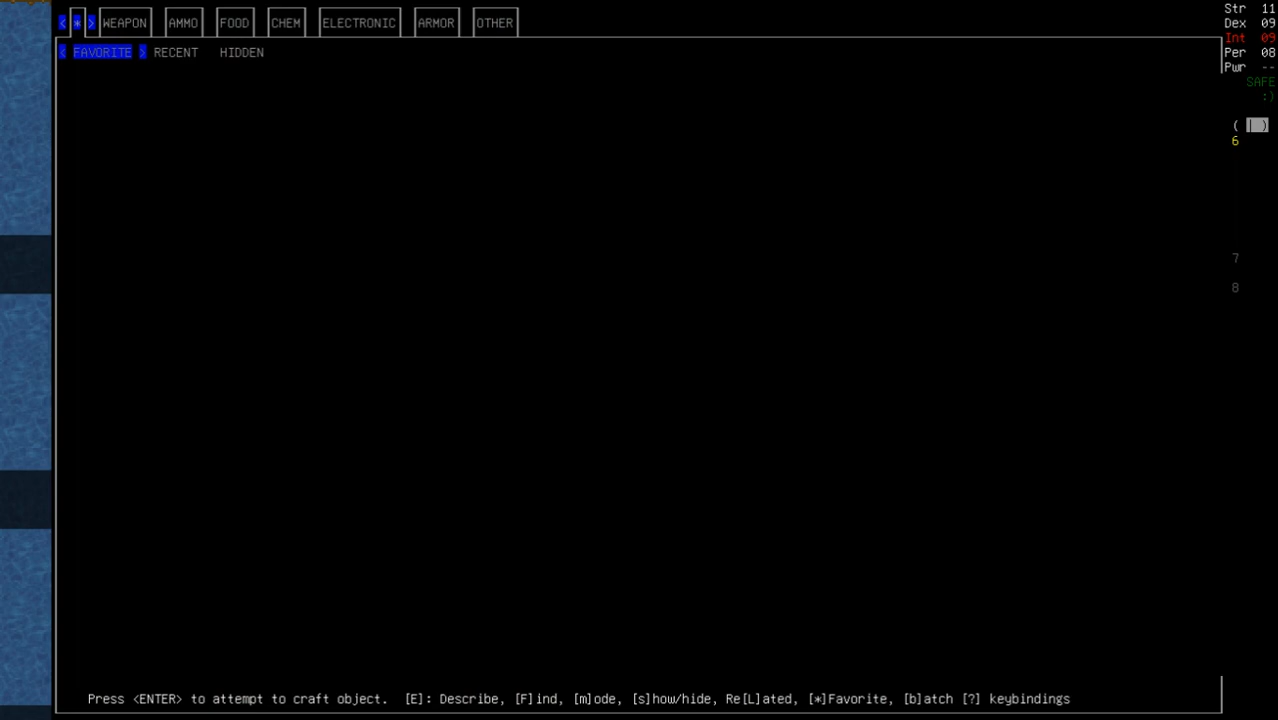 < * > WEAPON AMMO FOOD CHEM ELECTRONIC ARMOR OTHER
< FAVORITE > RECENT HIDDEN
Str 11
Dex 09
Int 09
Per 08
Pwr --
SAFE
:)
( | )
6
7
8
Press <ENTER> to attempt to craft object. [E]: Describe, [F]ind, [m]ode, [s]how/hide, Re[L]ated, [*]Favorite, [b]atch [?] keybindings